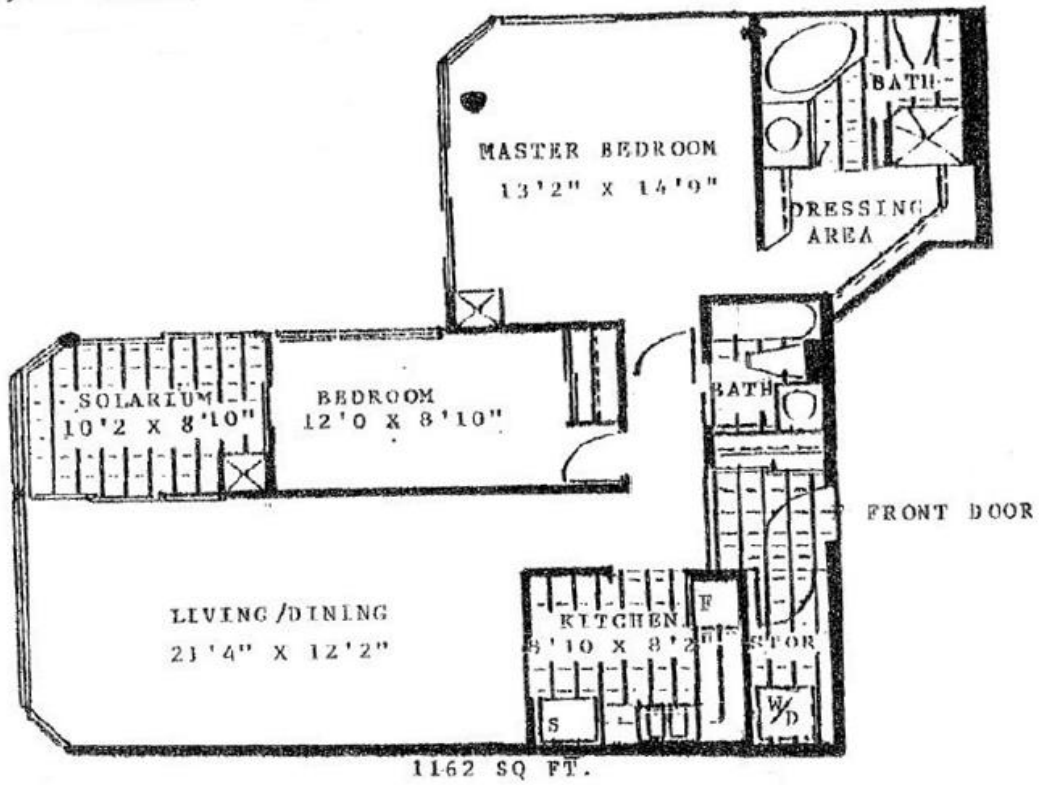 BATH
MASTER BEDROOM
13'2" X 14'9"
DRESSING
AREA
SOLARIUM
10'2 X 8'10"
BEDROOM
12'0 X 8'10"
BATH
FRONT DOOR
LIVING/DINING
21'4" X 12'2"
KITCHEN
8'10 X 8'2
F
STOR
S
W/D
1162 SQ FT.